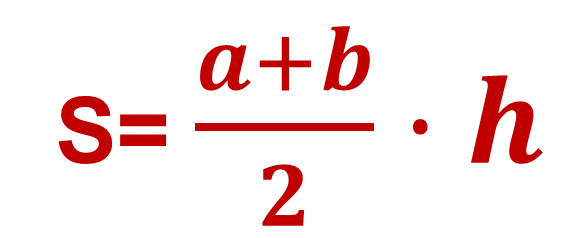 S= a+b/2 · h